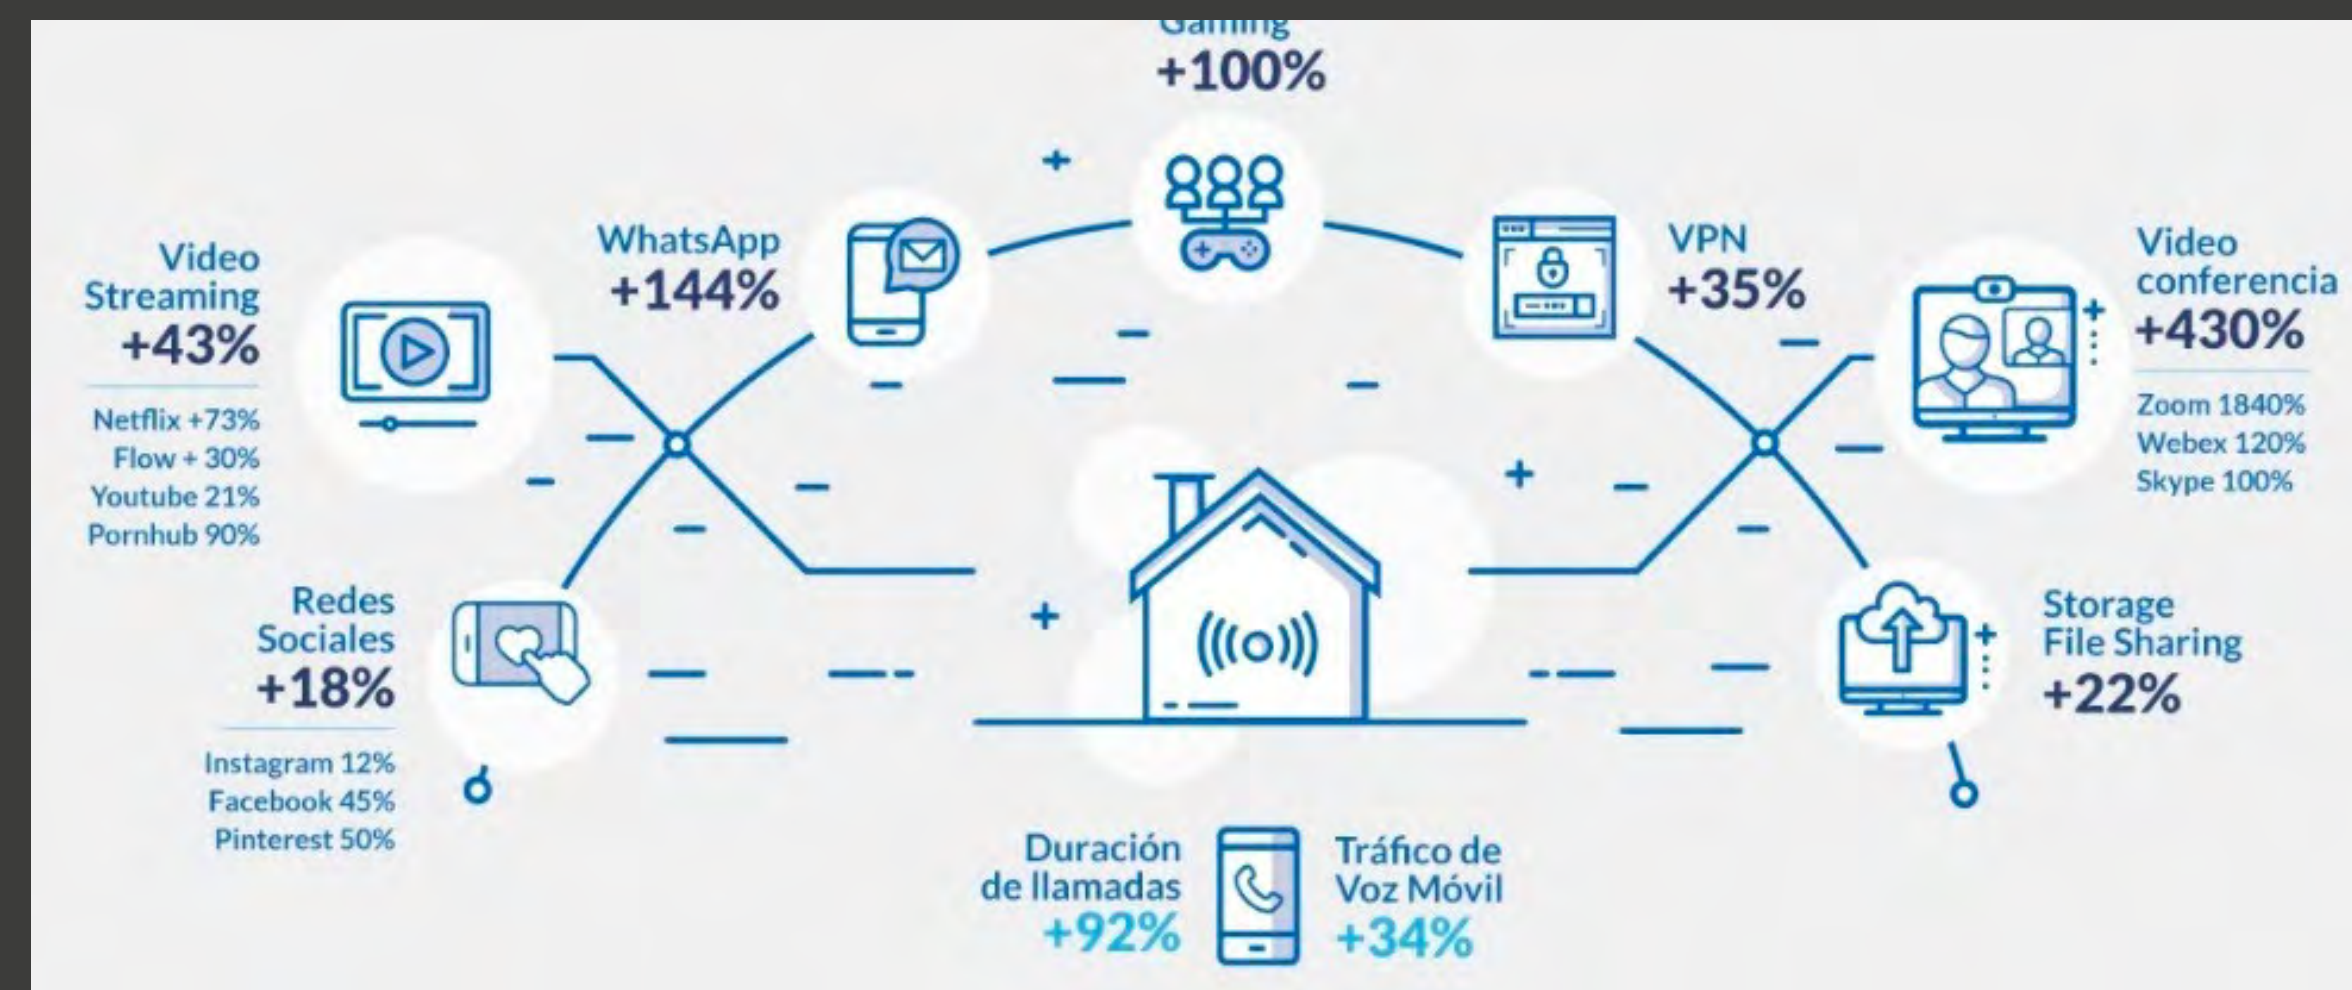 Gaming
+100%
Video
Streaming
+43%
Netflix +73%
Flow + 30%
Youtube 21%
Pornhub 90%
WhatsApp
+144%
VPN
+35%
Video
conferencia
+430%
Zoom 1840%
Webex 120%
Skype 100%
Redes
Sociales
+18%
Instagram 12%
Facebook 45%
Pinterest 50%
Storage
File Sharing
+22%
Duración
de llamadas
+92%
Tráfico de
Voz Móvil
+34%